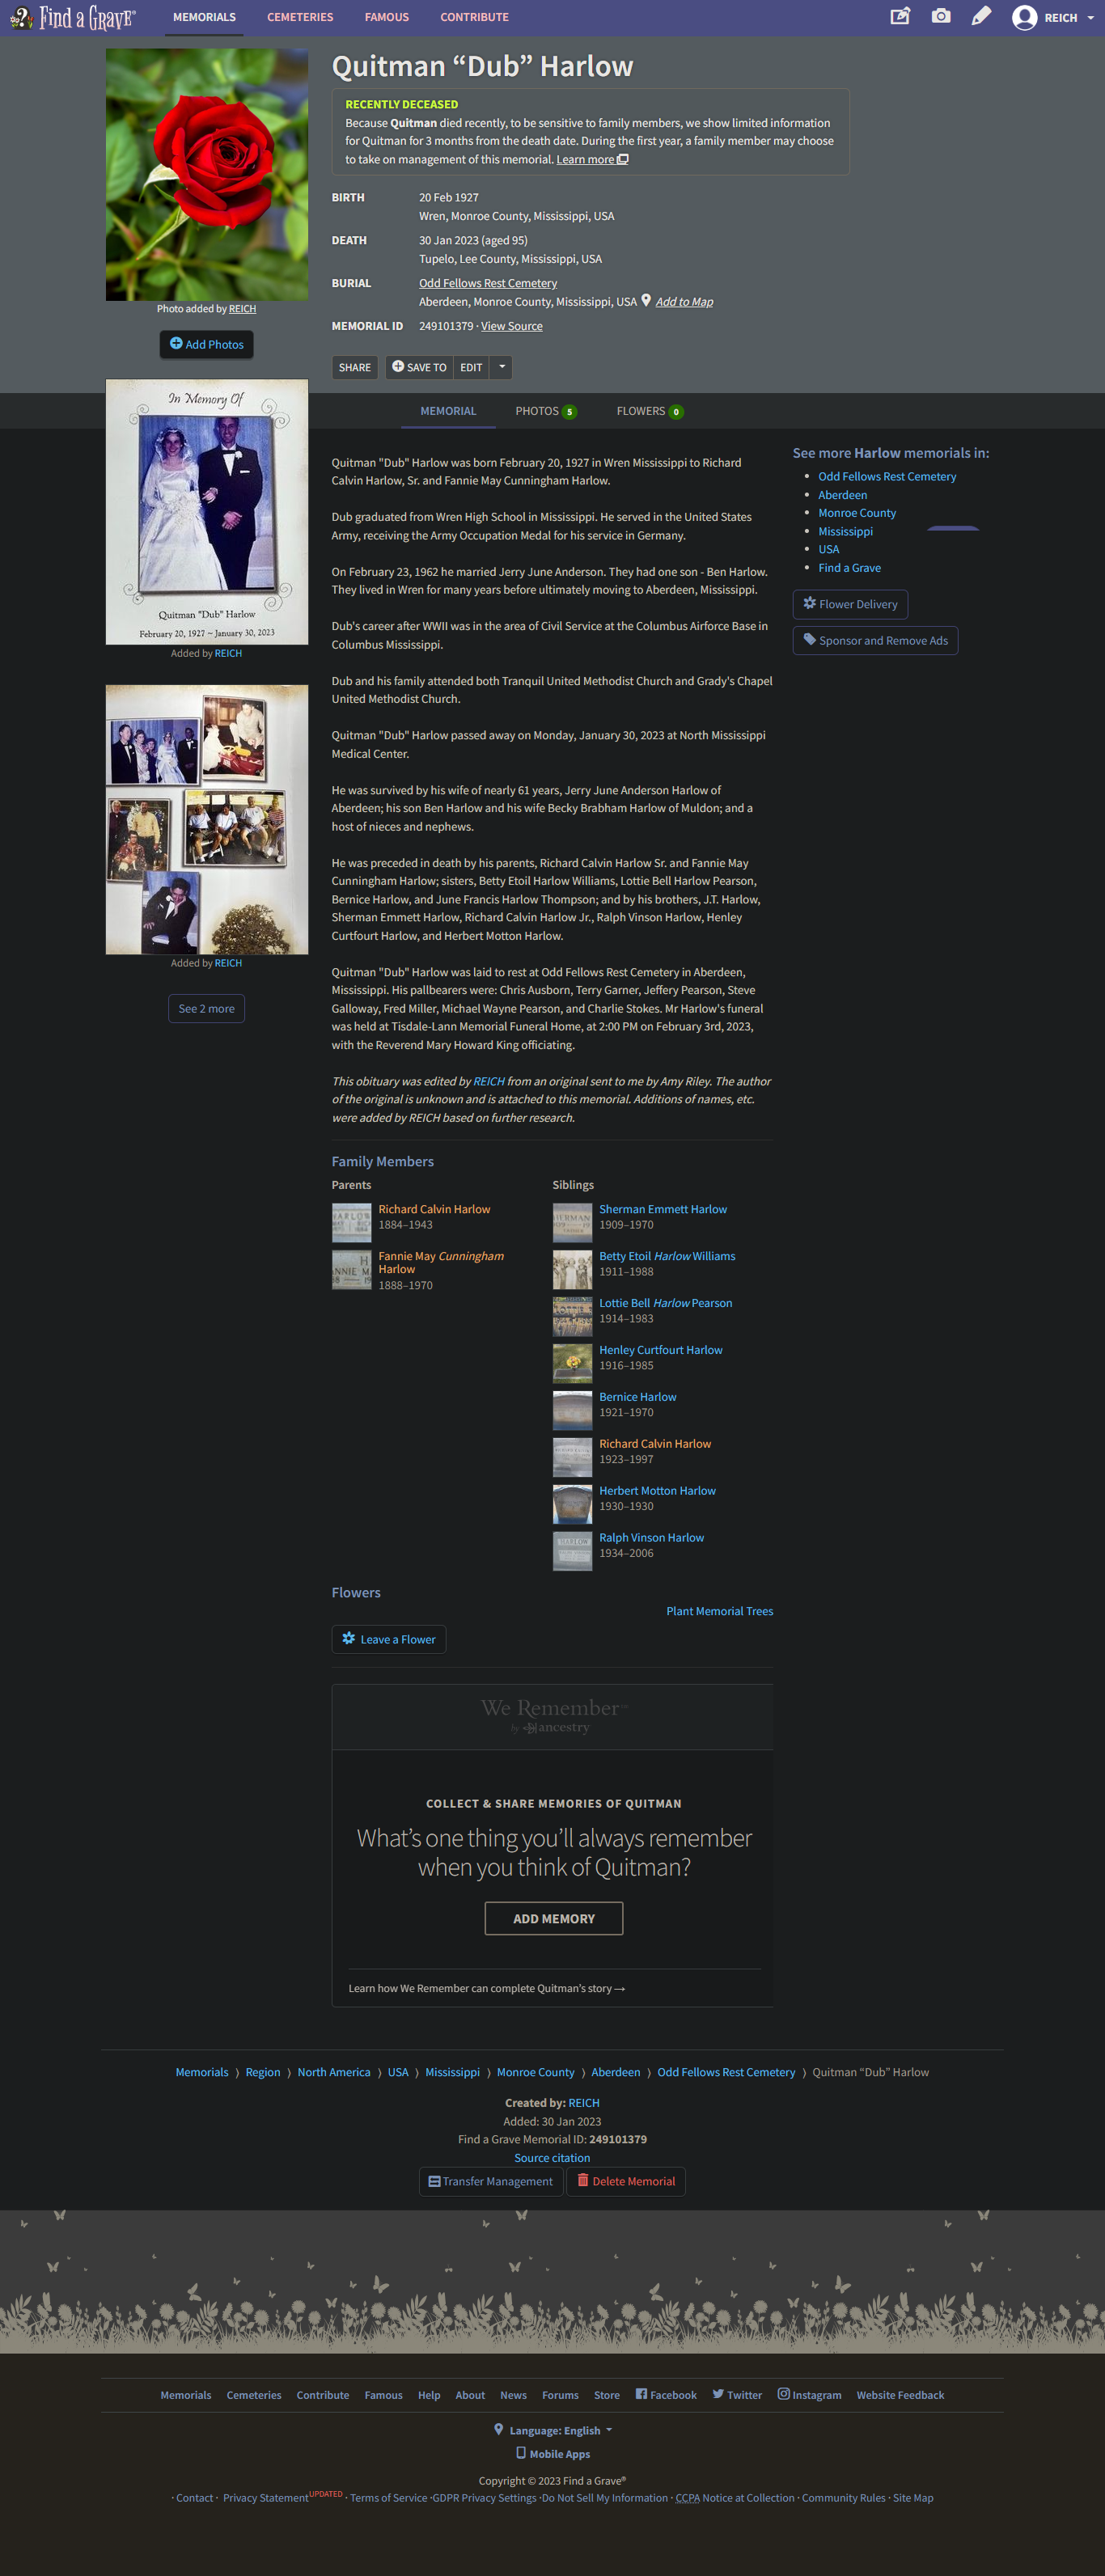 Find a Grave®
MEMORIALS CEMETERIES FAMOUS CONTRIBUTE REICH
Quitman “Dub” Harlow
RECENTLY DECEASED
Because Quitman died recently, to be sensitive to family members, we show limited information
for Quitman for 3 months from the death date. During the first year, a family member may choose
to take on management of this memorial. Learn more
BIRTH 20 Feb 1927
Wren, Monroe County, Mississippi, USA
DEATH 30 Jan 2023 (aged 95)
Tupelo, Lee County, Mississippi, USA
BURIAL Odd Fellows Rest Cemetery
Aberdeen, Monroe County, Mississippi, USA Add to Map
MEMORIAL ID 249101379 · View Source
SHARE SAVE TO EDIT
Photo added by REICH
Add Photos
In Memory Of
Quitman "Dub" Harlow
February 20, 1927 ~ January 30, 2023
Added by REICH
Added by REICH
See 2 more
MEMORIAL PHOTOS 5 FLOWERS 0
Quitman "Dub" Harlow was born February 20, 1927 in Wren Mississippi to Richard
Calvin Harlow, Sr. and Fannie May Cunningham Harlow.
Dub graduated from Wren High School in Mississippi. He served in the United States
Army, receiving the Army Occupation Medal for his service in Germany.
On February 23, 1962 he married Jerry June Anderson. They had one son - Ben Harlow.
They lived in Wren for many years before ultimately moving to Aberdeen, Mississippi.
Dub's career after WWII was in the area of Civil Service at the Columbus Airforce Base in
Columbus Mississippi.
Dub and his family attended both Tranquil United Methodist Church and Grady's Chapel
United Methodist Church.
Quitman "Dub" Harlow passed away on Monday, January 30, 2023 at North Mississippi
Medical Center.
He was survived by his wife of nearly 61 years, Jerry June Anderson Harlow of
Aberdeen; his son Ben Harlow and his wife Becky Brabham Harlow of Muldon; and a
host of nieces and nephews.
He was preceded in death by his parents, Richard Calvin Harlow Sr. and Fannie May
Cunningham Harlow; sisters, Betty Etoil Harlow Williams, Lottie Bell Harlow Pearson,
Bernice Harlow, and June Francis Harlow Thompson; and by his brothers, J.T. Harlow,
Sherman Emmett Harlow, Richard Calvin Harlow Jr., Ralph Vinson Harlow, Henley
Curtfourt Harlow, and Herbert Motton Harlow.
Quitman "Dub" Harlow was laid to rest at Odd Fellows Rest Cemetery in Aberdeen,
Mississippi. His pallbearers were: Chris Ausborn, Terry Garner, Jeffery Pearson, Steve
Galloway, Fred Miller, Michael Wayne Pearson, and Charlie Stokes. Mr Harlow's funeral
was held at Tisdale-Lann Memorial Funeral Home, at 2:00 PM on February 3rd, 2023,
with the Reverend Mary Howard King officiating.
This obituary was edited by REICH from an original sent to me by Amy Riley. The author
of the original is unknown and is attached to this memorial. Additions of names, etc.
were added by REICH based on further research.
See more Harlow memorials in:
Odd Fellows Rest Cemetery
Aberdeen
Monroe County
Mississippi
USA
Find a Grave
Flower Delivery
Sponsor and Remove Ads
Family Members
Parents
Richard Calvin Harlow
1884–1943
Fannie May Cunningham
Harlow
1888–1970
Siblings
Sherman Emmett Harlow
1909–1970
Betty Etoil Harlow Williams
1911–1988
Lottie Bell Harlow Pearson
1914–1983
Henley Curtfourt Harlow
1916–1985
Bernice Harlow
1921–1970
Richard Calvin Harlow
1923–1997
Herbert Motton Harlow
1930–1930
Ralph Vinson Harlow
1934–2006
Flowers
Plant Memorial Trees
Leave a Flower
We Remember™
by ancestry
COLLECT & SHARE MEMORIES OF QUITMAN
What’s one thing you’ll always remember
when you think of Quitman?
ADD MEMORY
Learn how We Remember can complete Quitman’s story →
Memorials ⟩ Region ⟩ North America ⟩ USA ⟩ Mississippi ⟩ Monroe County ⟩ Aberdeen ⟩ Odd Fellows Rest Cemetery ⟩ Quitman “Dub” Harlow
Created by: REICH
Added: 30 Jan 2023
Find a Grave Memorial ID: 249101379
Source citation
Transfer Management Delete Memorial
Memorials Cemeteries Contribute Famous Help About News Forums Store Facebook Twitter Instagram Website Feedback
Language: English
Mobile Apps
Copyright © 2023 Find a Grave®
· Contact · Privacy Statement UPDATED · Terms of Service ·GDPR Privacy Settings ·Do Not Sell My Information · CCPA Notice at Collection · Community Rules · Site Map